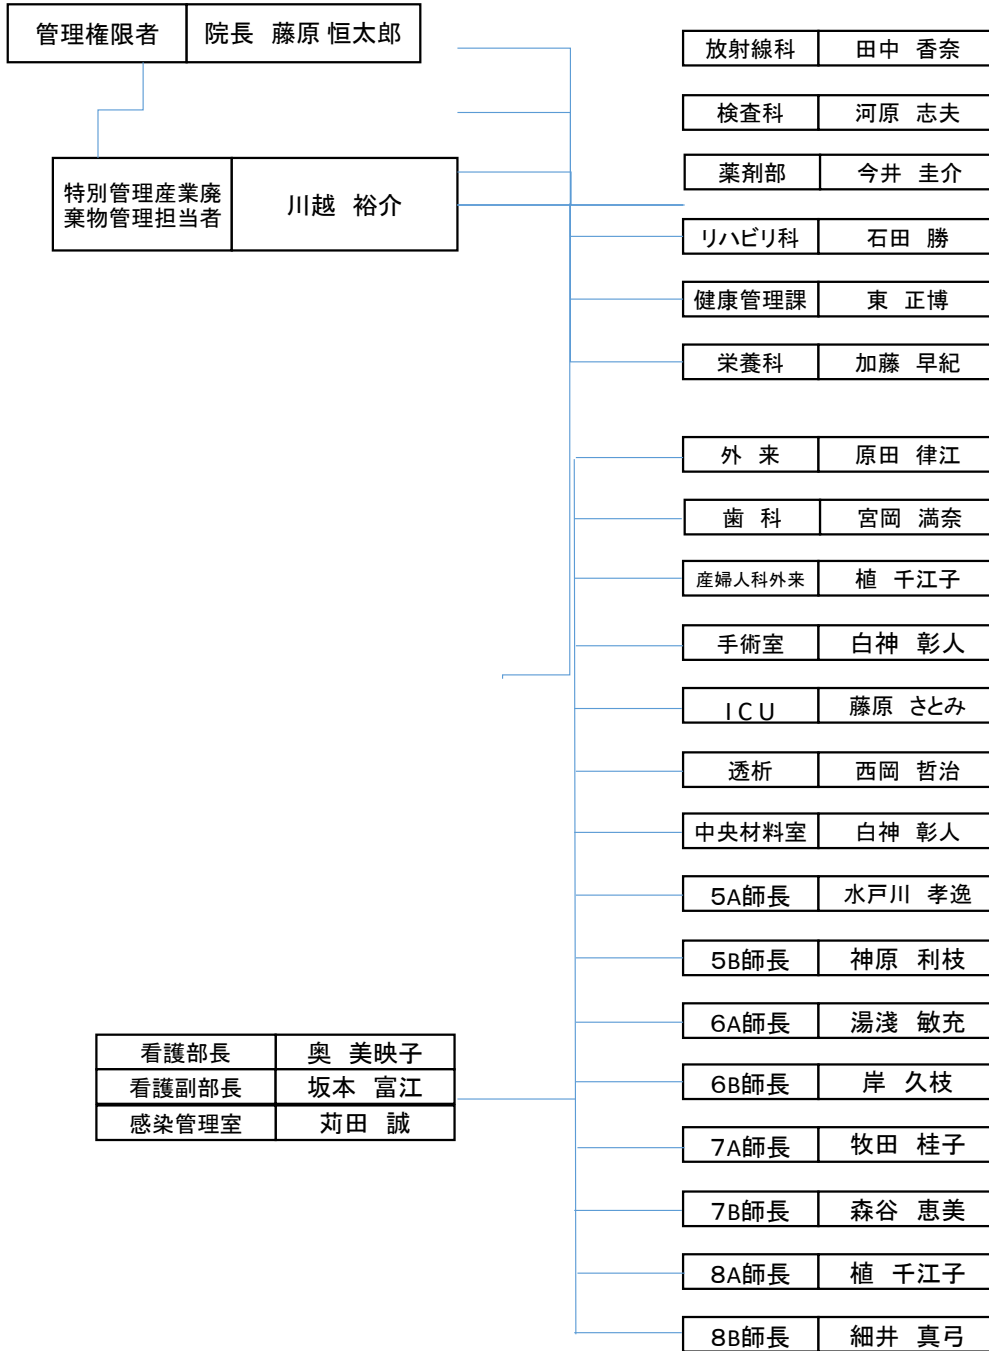 管理権限者 院長 藤原 恒太郎
特別管理産業廃
棄物管理担当者
川越 裕介
放射線科 田中 香奈
検査科 河原 志夫
薬剤部 今井 圭介
リハビリ科 石田 勝
健康管理課 東 正博
栄養科 加藤 早紀
外 来 原田 律江
歯 科 宮岡 満奈
産婦人科外来 植 千江子
手術室 白神 彰人
ICU 藤原 さとみ
透析 西岡 哲治
中央材料室 白神 彰人
5A師長 水戸川 孝逸
5B師長 神原 利枝
6A師長 湯淺 敏充
6B師長 岸 久枝
7A師長 牧田 桂子
7B師長 森谷 恵美
8A師長 植 千江子
8B師長 細井 真弓
看護部長 奥 美映子
看護副部長 坂本 富江
感染管理室 苅田 誠